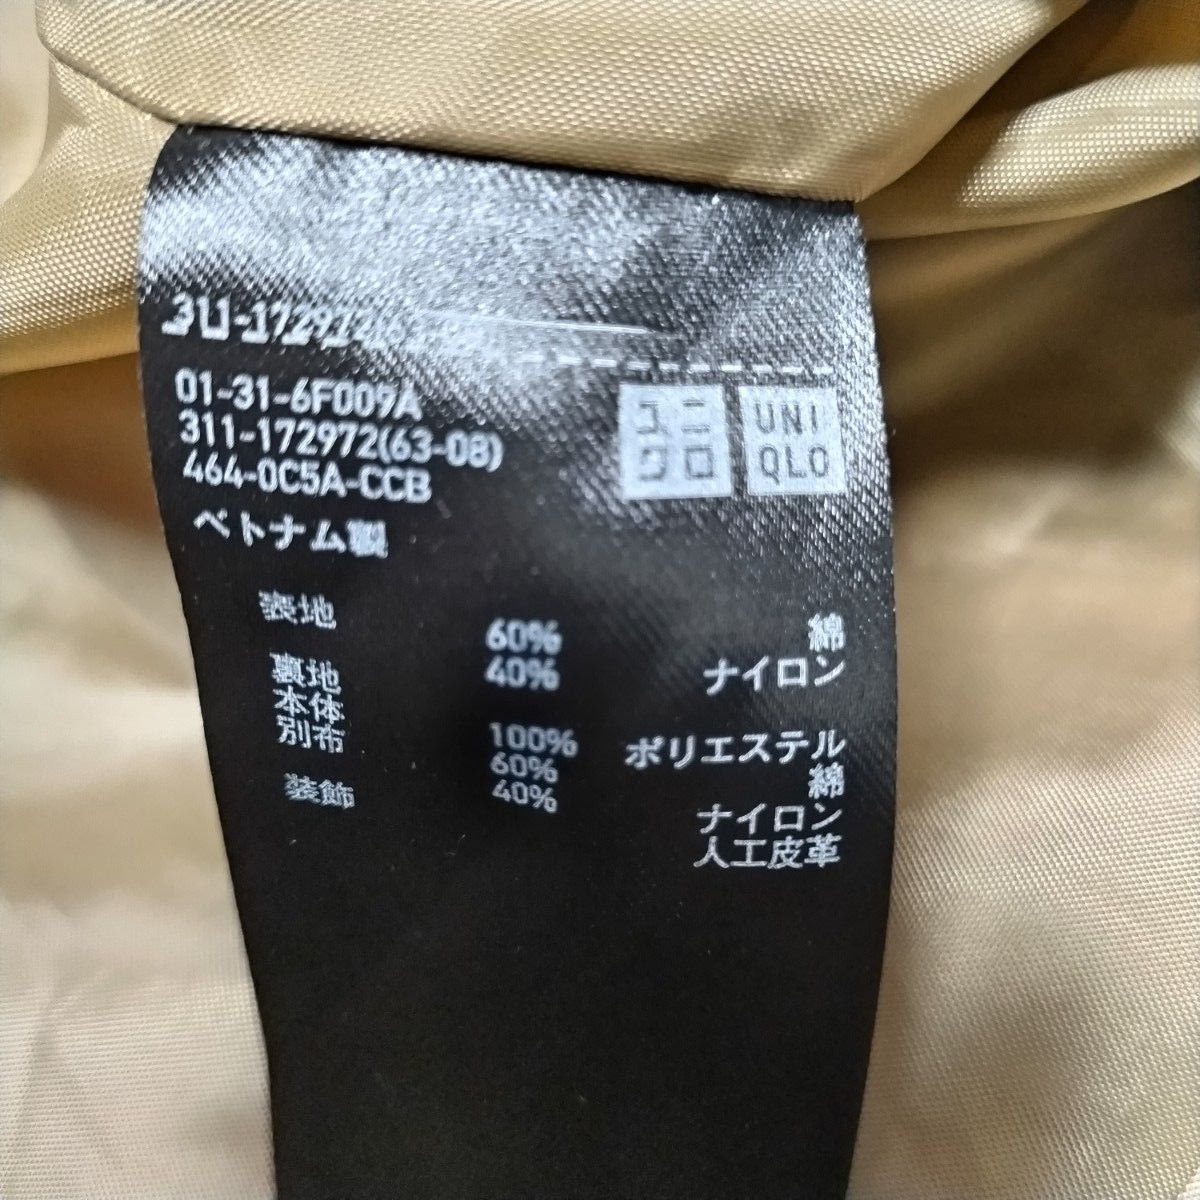 311-172972
01-31-6F009A
311-172972(63-08)
464-0C5A-CCB
ユニ
クロ
UNI
QLO
ベトナム製
表地 60% 綿
40% ナイロン
裏地
本体 100% ポリエステル
別布 60% 綿
40% ナイロン
装飾 人工皮革